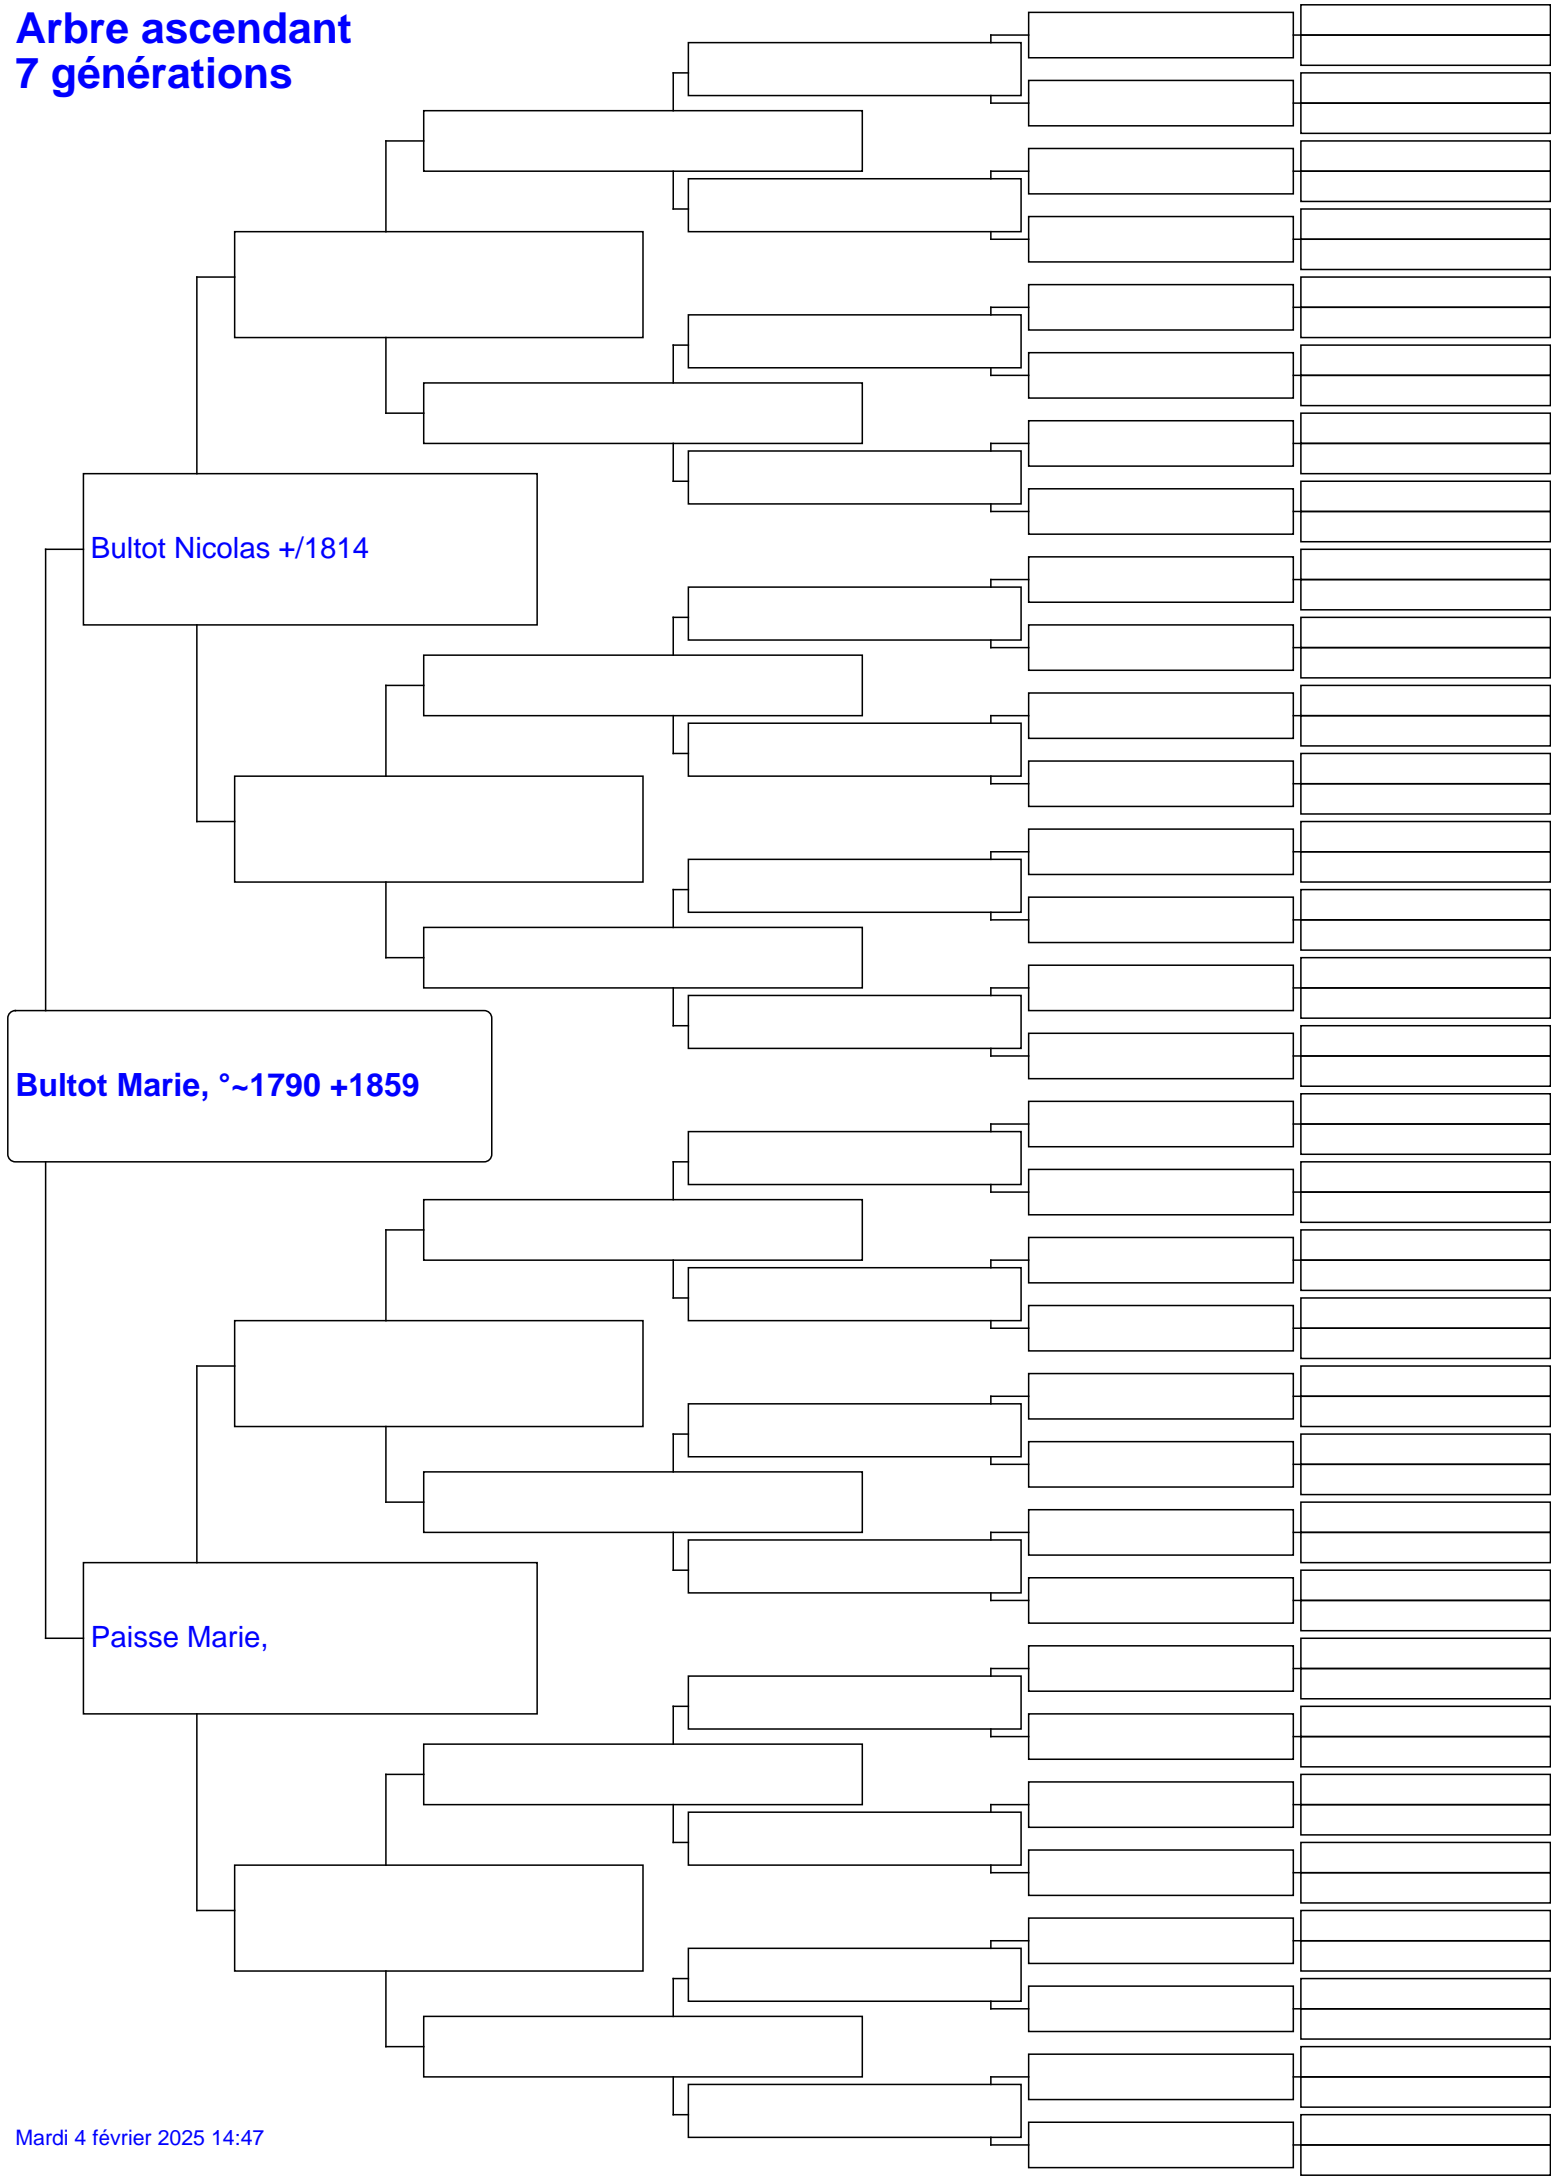 Arbre ascendant
7 générations
Bultot Nicolas +/1814
Bultot Marie, °~1790 +1859
Paisse Marie,
Mardi 4 février 2025 14:47